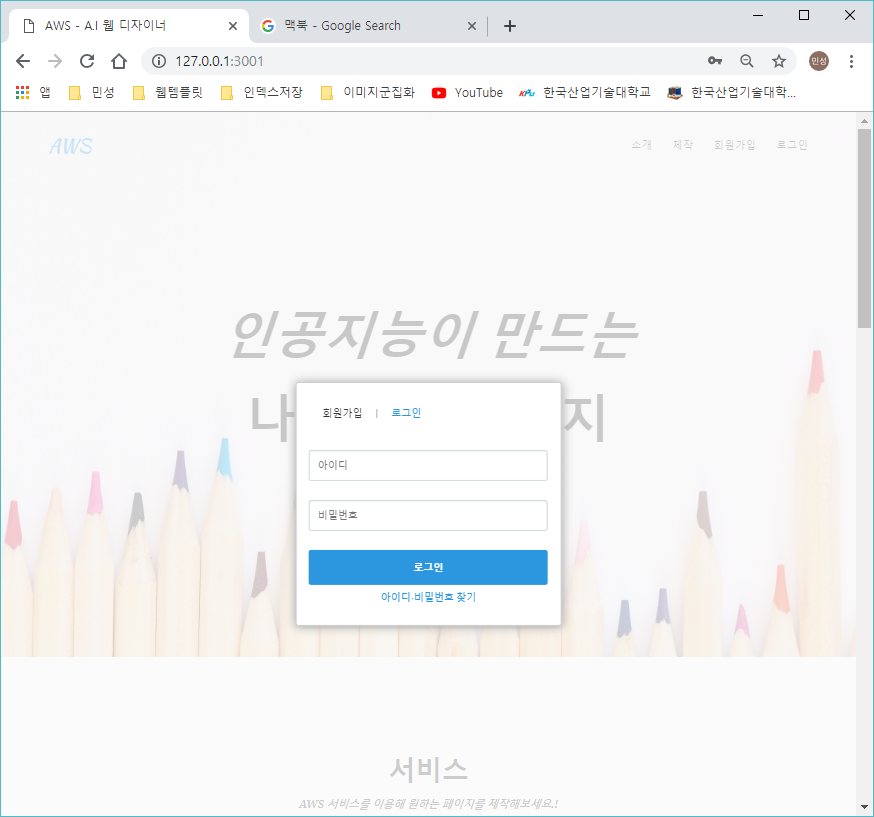 AWS - A.I 웹 디자이너
맥북 - Google Search
127.0.0.1:3001
민성
앱 민성 웹템플릿 인덱스저장 이미지군집화 YouTube KPU 한국산업기술대학교 한국산업기술대학...
AWS 소개 제작 회원가입 로그인
인공지능이 만드는
나 지
회원가입 | 로그인
아이디
비밀번호
로그인
아이디·비밀번호 찾기
서비스
AWS 서비스를 이용해 원하는 페이지를 제작해보세요.!